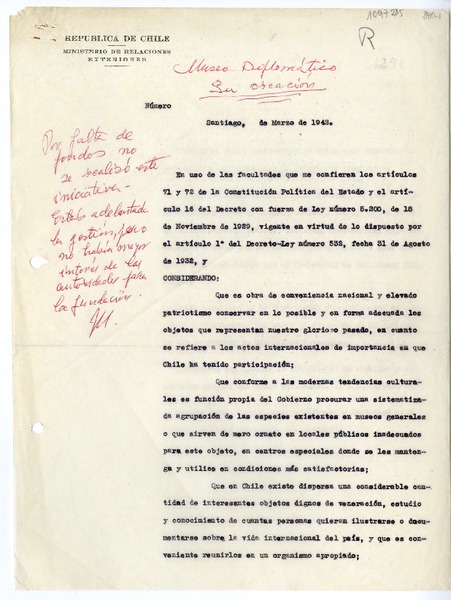 1097285
890-1
R
REPUBLICA DE CHILE
MINISTERIO DE RELACIONES
EXTERIORES
Museo Diplomático
Su creación
Número
Santiago, de Marzo de 1942.
Por falta de
fondos no
se realizó esta
iniciativa.
Estaba adelantada
la gestión, pero
no había mayor
interés de las
autoridades para
la fundación.
En uso de las facultades que me confieren los artículos
71 y 72 de la Constitución Política del Estado y el artícu-
lo 16 del Decreto con fuerza de Ley número 5.200, de 18 de
Noviembre de 1929, vigente en virtud de lo dispuesto por
el artículo 1º del Decreto-Ley número 535, fecha 31 de Agosto
de 1932, y
CONSIDERANDO:
Que es obra de conveniencia nacional y elevado
patriotismo conservar en lo posible y en forma adecuada los
objetos que representan nuestro glorioso pasado, en cuanto
se refiere a los actos internacionales de importancia en que
Chile ha tenido participación;
Que conforme a las modernas tendencias cultura-
les es función propia del Gobierno procurar una sistematiza-
da agrupación de las especies existentes en museos generales
o que sirven de mero ornato en locales públicos inadecuados
para este objeto, en centros especiales donde se les manten-
ga y utilice en condiciones más satisfactorias;
Que en Chile existe dispersa una considerable can-
tidad de interesantes objetos dignos de veneración, estudio
y conocimiento de cuantas personas quieran ilustrarse o docu-
mentarse sobre la vida internacional del país, y que es con-
veniente reunirlos en un organismo apropiado;